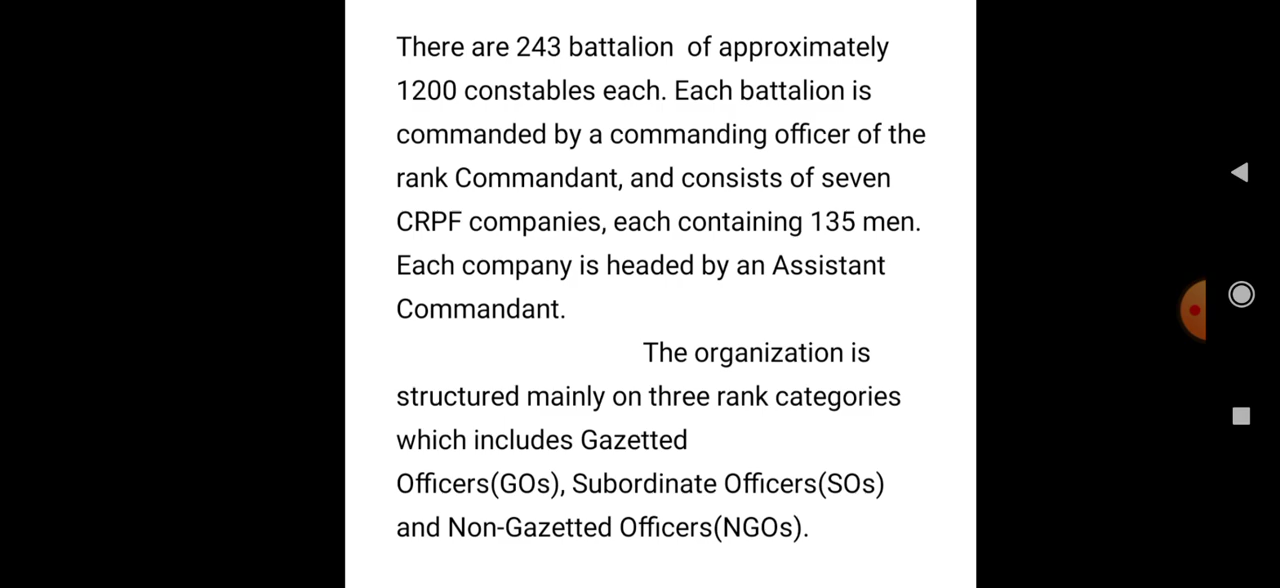 There are 243 battalion  of approximately
1200 constables each. Each battalion is
commanded by a commanding officer of the
rank Commandant, and consists of seven
CRPF companies, each containing 135 men.
Each company is headed by an Assistant
Commandant.
The organization is
structured mainly on three rank categories
which includes Gazetted
Officers(GOs), Subordinate Officers(SOs)
and Non-Gazetted Officers(NGOs).